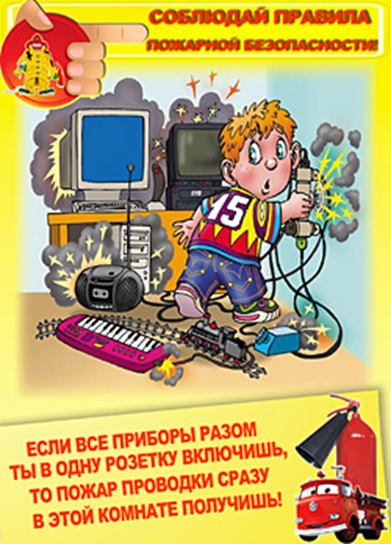 СОБЛЮДАЙ ПРАВИЛА
ПОЖАРНОЙ БЕЗОПАСНОСТИ!
15
ЕСЛИ ВСЕ ПРИБОРЫ РАЗОМ
ТЫ В ОДНУ РОЗЕТКУ ВКЛЮЧИШЬ,
ТО ПОЖАР ПРОВОДКИ СРАЗУ
В ЭТОЙ КОМНАТЕ ПОЛУЧИШЬ!